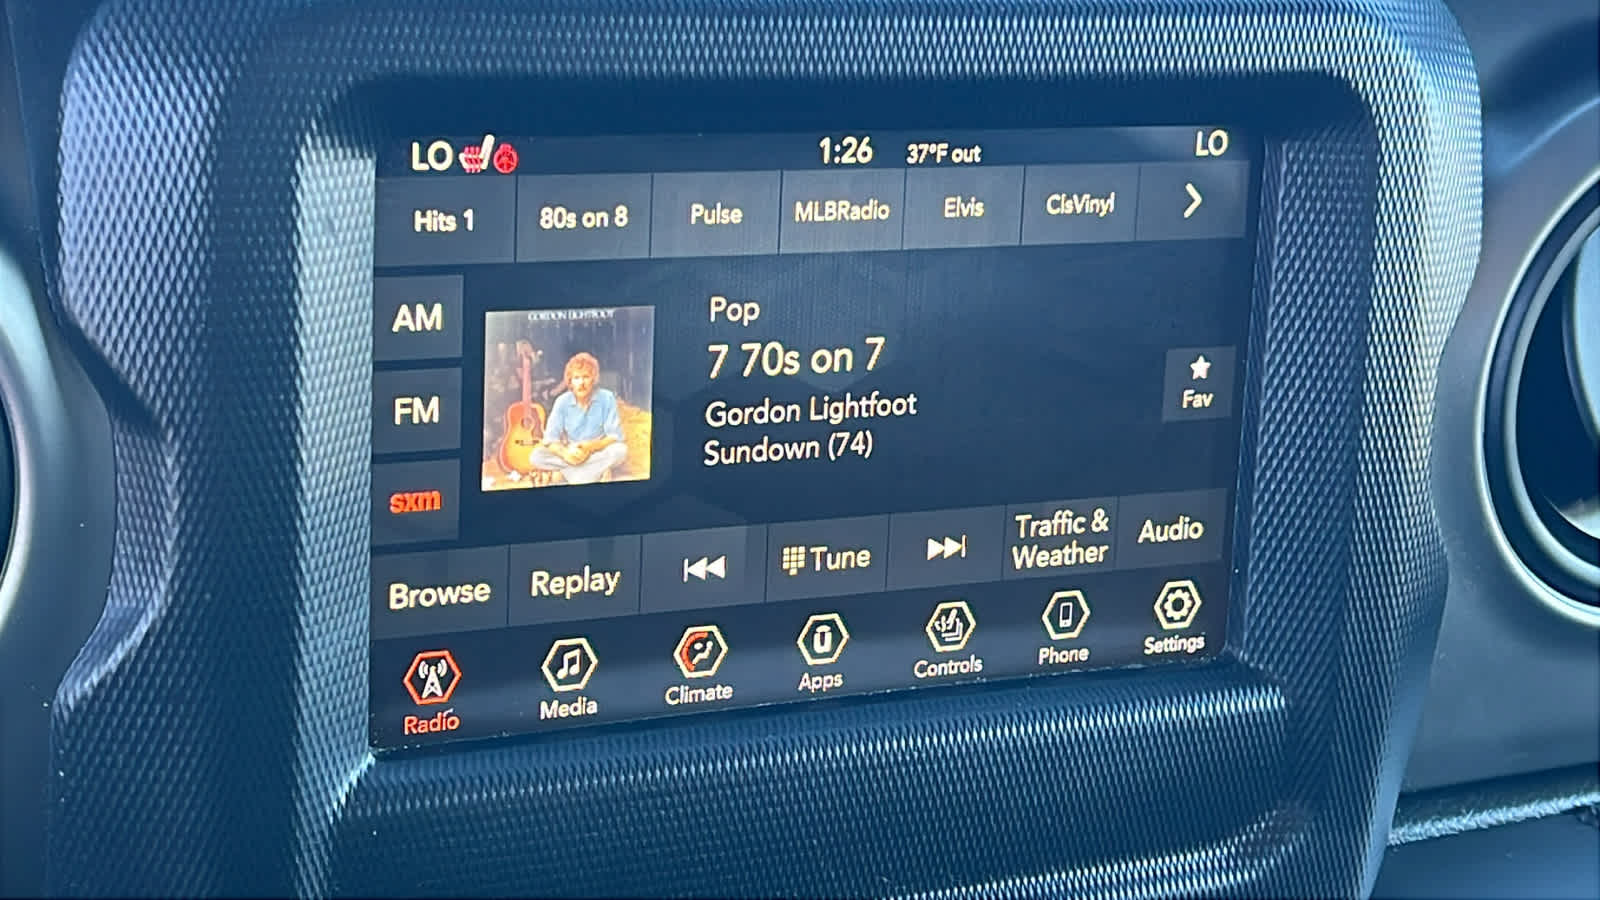 LO 1:26 37°F out LO
Hits 1 80s on 8 Pulse MLBRadio Elvis ClsVinyl
AM
FM
sxm
GORDON LIGHTFOOT
Pop
7 70s on 7
Gordon Lightfoot
Sundown (74)
Fav
Browse Replay Tune Traffic & Weather Audio
Radio Media Climate Apps Controls Phone Settings